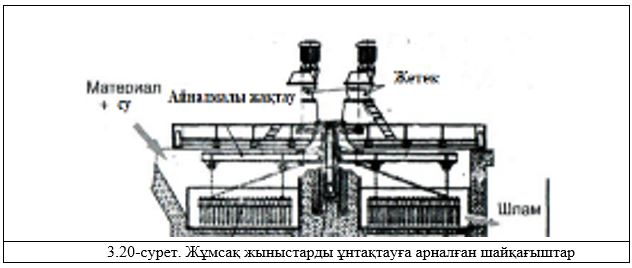 Жетек
Материал
+ су
Айналмалы жақтау
Шлам
3.20-сурет. Жұмсақ жыныстарды ұнтақтауға арналған шайқағыштар